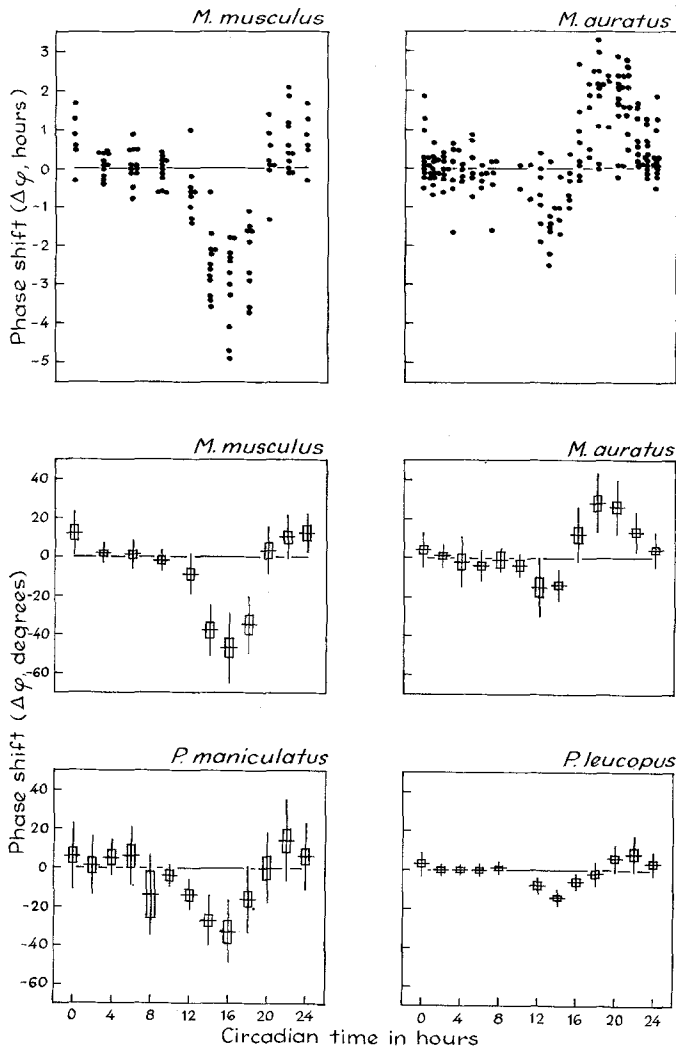 M. musculus
M. auratus
Phase shift (Δφ, hours)
3
2
1
0
-1
-2
-3
-4
-5
M. musculus
M. auratus
Phase shift (Δφ, degrees)
40
20
0
-20
-40
-60
P. maniculatus
P. leucopus
40
20
0
-20
-40
-60
0 4 8 12 16 20 24
0 4 8 12 16 20 24
Circadian time in hours